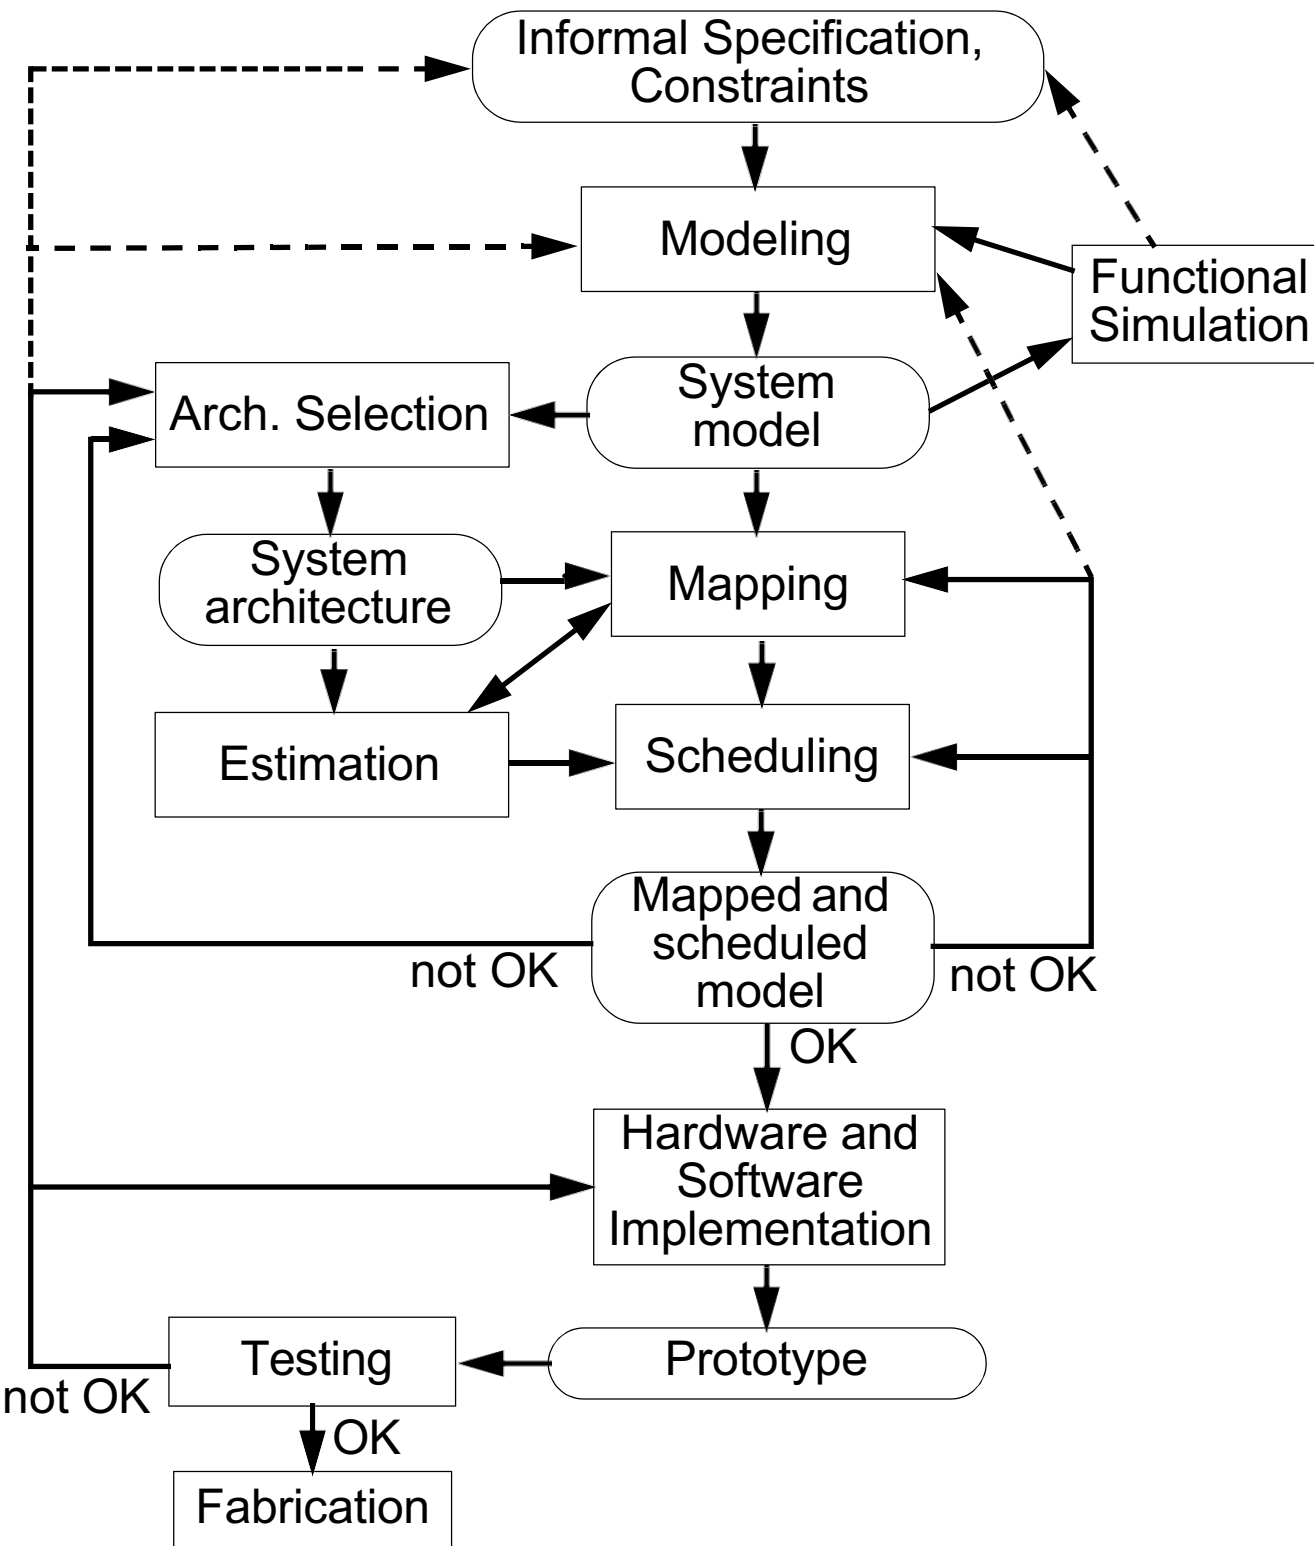 Informal Specification,
Constraints
Modeling
Functional
Simulation
System
model
Arch. Selection
System
architecture
Mapping
Estimation
Scheduling
Mapped and
scheduled
model
not OK
not OK
OK
Hardware and
Software
Implementation
Testing
Prototype
not OK
OK
Fabrication